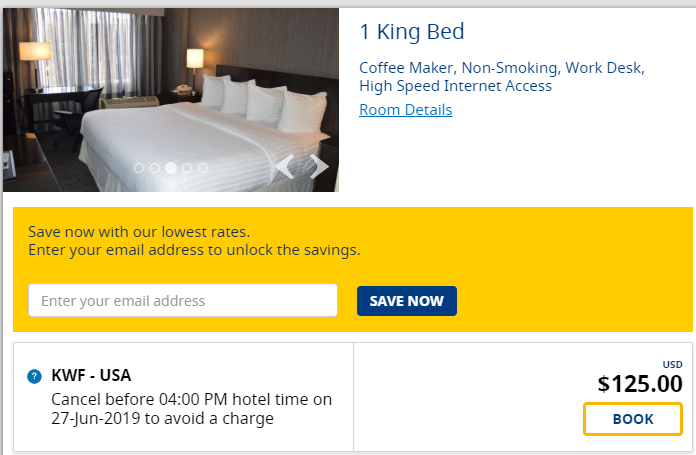 1 King Bed
Coffee Maker, Non-Smoking, Work Desk,
High Speed Internet Access
Room Details
Save now with our lowest rates.
Enter your email address to unlock the savings.
Enter your email address
SAVE NOW
? KWF - USA
Cancel before 04:00 PM hotel time on
27-Jun-2019 to avoid a charge
USD
$125.00
BOOK